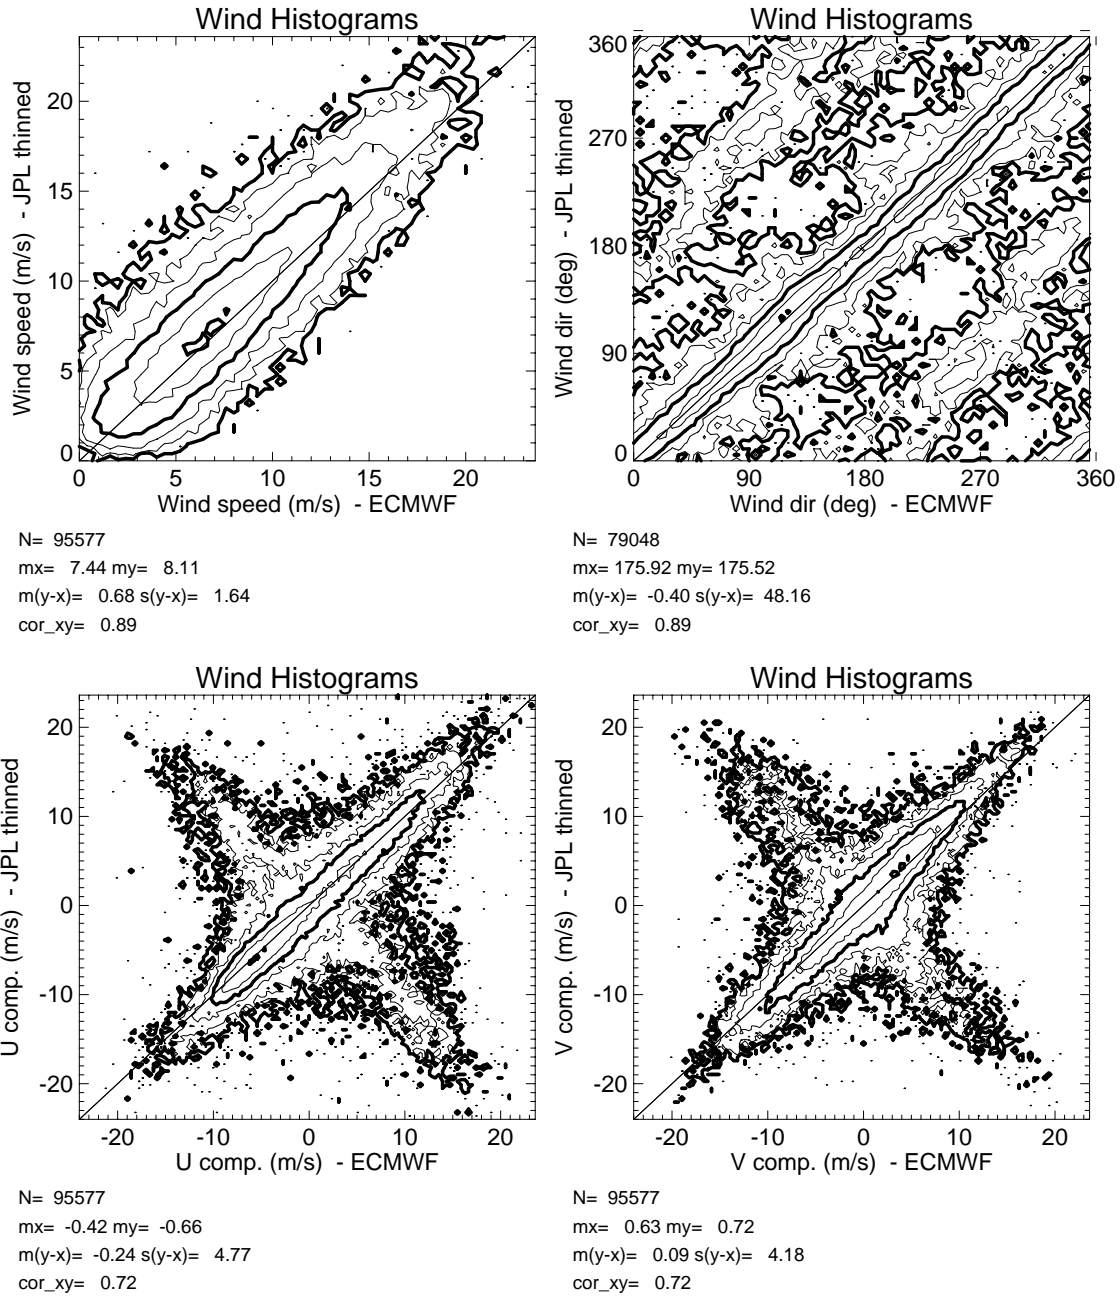 Wind Histograms
Wind speed (m/s) - JPL thinned
20
15
10
5
0
0 5 10 15 20
Wind speed (m/s) - ECMWF
N= 95577
mx= 7.44 my= 8.11
m(y-x)= 0.68 s(y-x)= 1.64
cor_xy= 0.89
Wind Histograms
Wind dir (deg) - JPL thinned
360
270
180
90
0
0 90 180 270 360
Wind dir (deg) - ECMWF
N= 79048
mx= 175.92 my= 175.52
m(y-x)= -0.40 s(y-x)= 48.16
cor_xy= 0.89
Wind Histograms
U comp. (m/s) - JPL thinned
20
10
0
-10
-20
-20 -10 0 10 20
U comp. (m/s) - ECMWF
N= 95577
mx= -0.42 my= -0.66
m(y-x)= -0.24 s(y-x)= 4.77
cor_xy= 0.72
Wind Histograms
V comp. (m/s) - JPL thinned
20
10
0
-10
-20
-20 -10 0 10 20
V comp. (m/s) - ECMWF
N= 95577
mx= 0.63 my= 0.72
m(y-x)= 0.09 s(y-x)= 4.18
cor_xy= 0.72